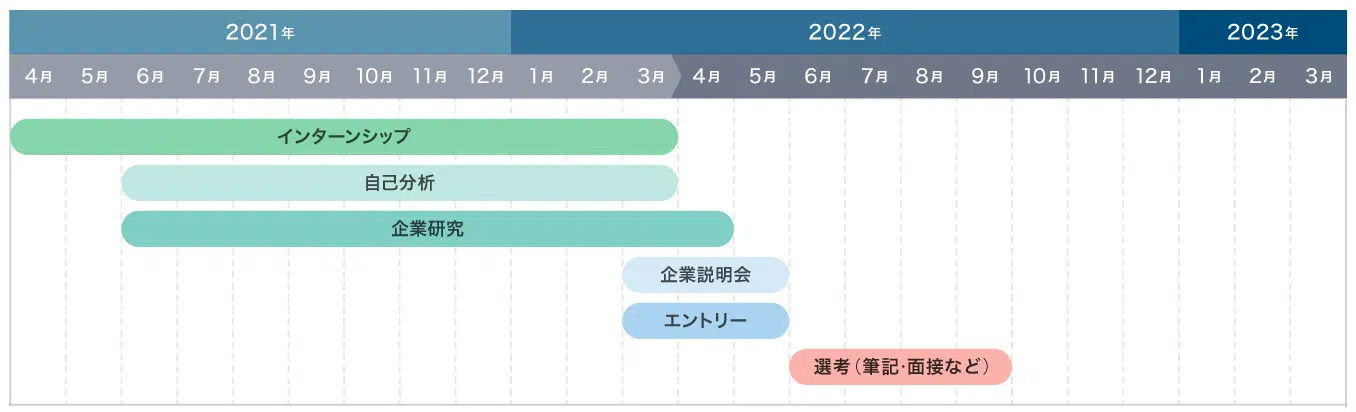 2021年 2022年 2023年
4月 5月 6月 7月 8月 9月 10月 11月 12月 1月 2月 3月 4月 5月 6月 7月 8月 9月 10月 11月 12月 1月 2月 3月
インターンシップ
自己分析
企業研究
企業説明会
エントリー
選考(筆記･面接など)